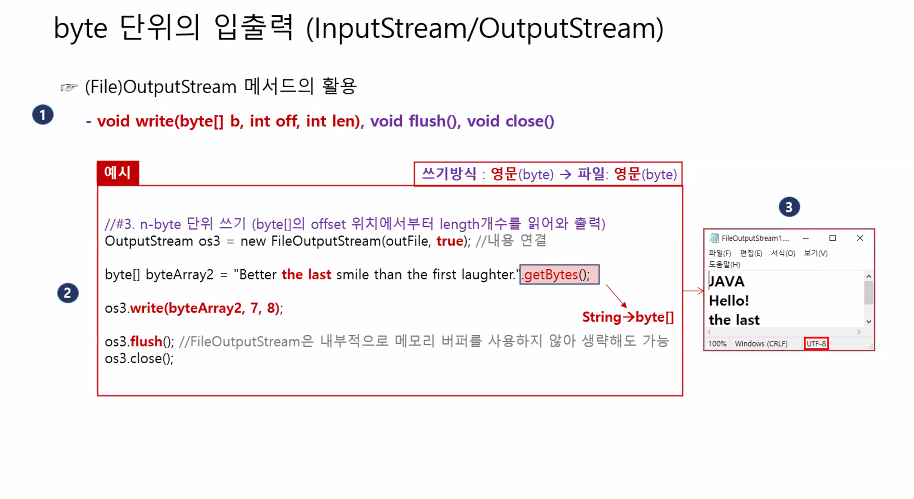 byte 단위의 입출력 (InputStream/OutputStream)
☞ (File)OutputStream 메서드의 활용
1
- void write(byte[] b, int off, int len), void flush(), void close()
예시
쓰기방식 : 영문(byte) → 파일: 영문(byte)
//#3. n-byte 단위 쓰기 (byte[]의 offset 위치에서부터 length개수를 읽어와 출력)
OutputStream os3 = new FileOutputStream(outFile, true); //내용 연결
2
byte[] byteArray2 = "Better the last smile than the first laughter.".getBytes();
os3.write(byteArray2, 7, 8);
String→byte[]
os3.flush(); //FileOutputStream은 내부적으로 메모리 버퍼를 사용하지 않아 생략해도 가능
os3.close();
3
FileOutputStream1...
파일(F) 편집(E) 서식(O) 보기(V)
도움말(H)
JAVA
Hello!
the last
100% Windows (CRLF) UTF-8